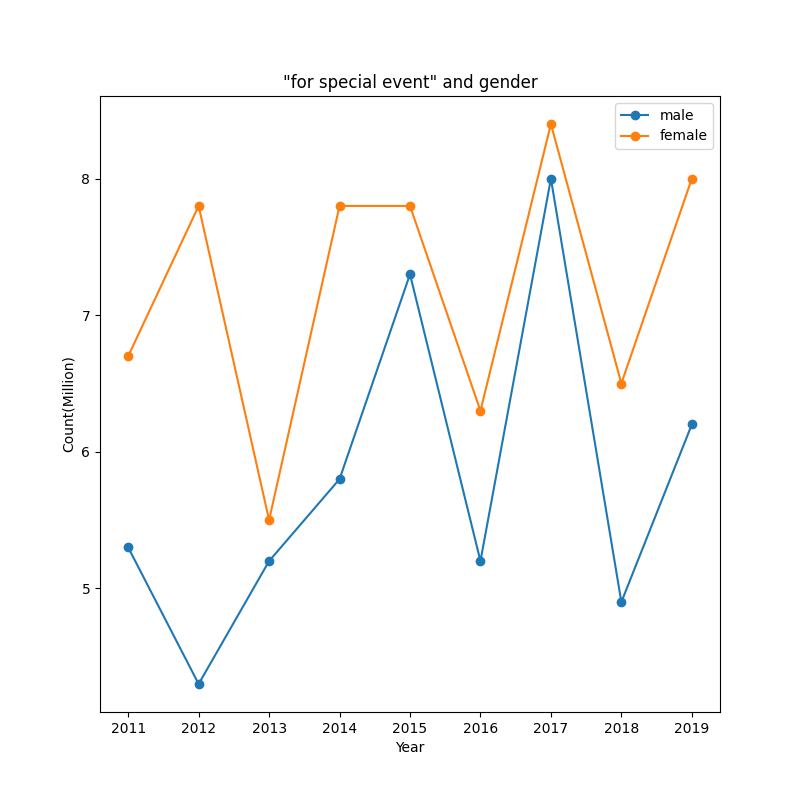 "for special event" and gender
male
female
8
7
6
5
Count(Million)
2011 2012 2013 2014 2015 2016 2017 2018 2019
Year